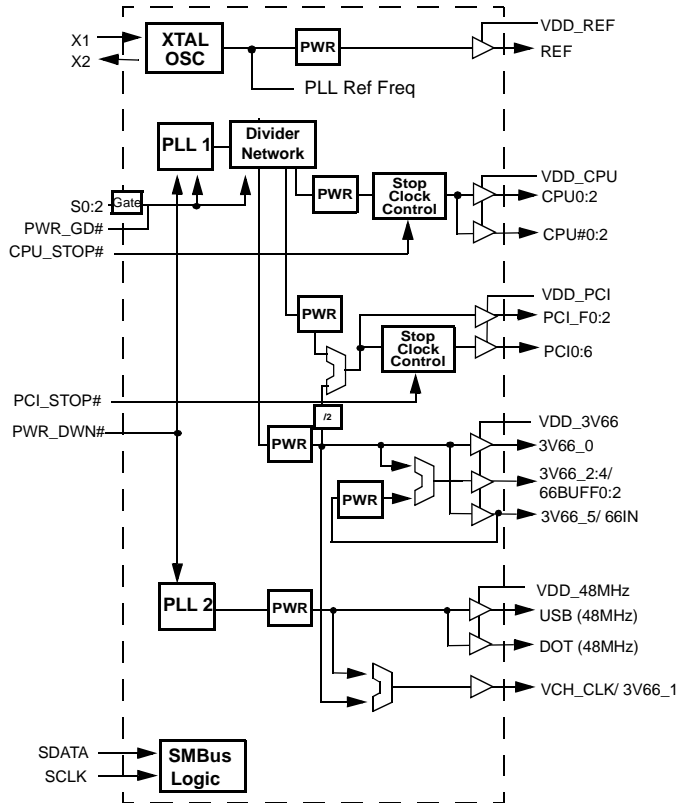 X1
X2
XTAL
OSC
PWR
VDD_REF
REF
PLL Ref Freq
PLL 1
Divider
Network
S0:2
Gate
PWR_GD#
CPU_STOP#
PWR
Stop
Clock
Control
VDD_CPU
CPU0:2
CPU#0:2
PWR
VDD_PCI
PCI_F0:2
Stop
Clock
Control
PCI0:6
PCI_STOP#
/2
PWR_DWN#
PWR
VDD_3V66
3V66_0
PWR
3V66_2:4/
66BUFF0:2
3V66_5/ 66IN
PLL 2
PWR
VDD_48MHz
USB (48MHz)
DOT (48MHz)
VCH_CLK/ 3V66_1
SDATA
SCLK
SMBus
Logic